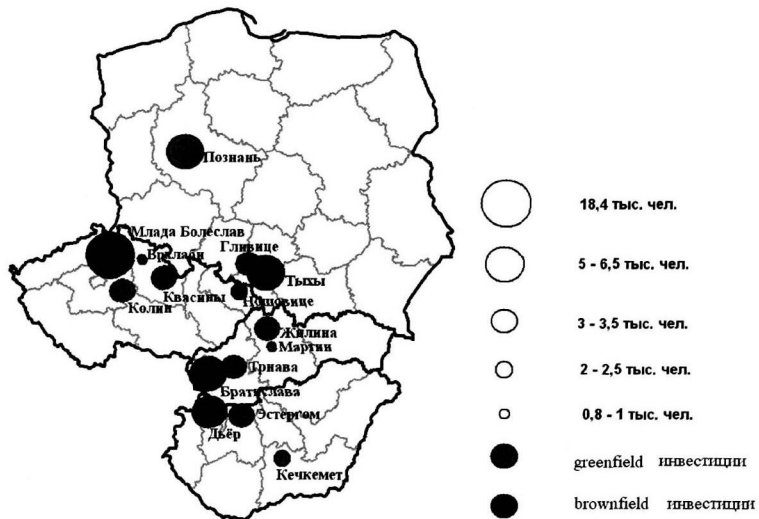 Познань
Млада Болеслав
Врхлаби
Гливице
Тыхы
Квасины
Ношовице
Колин
Жилина
Мартин
Трнава
Братислава
Эстергом
Дьёр
Кечкемет
18,4 тыс. чел.
5 - 6,5 тыс. чел.
3 - 3,5 тыс. чел.
2 - 2,5 тыс. чел.
0,8 - 1 тыс. чел.
greenfield инвестиции
brownfield инвестиции